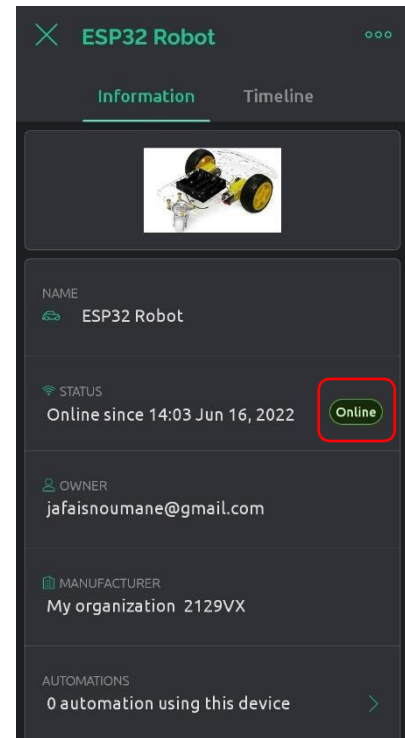 ESP32 Robot
Information Timeline
NAME
ESP32 Robot
STATUS
Online since 14:03 Jun 16, 2022 Online
OWNER
jafaisnoumane@gmail.com
MANUFACTURER
My organization 2129VX
AUTOMATIONS
0 automation using this device